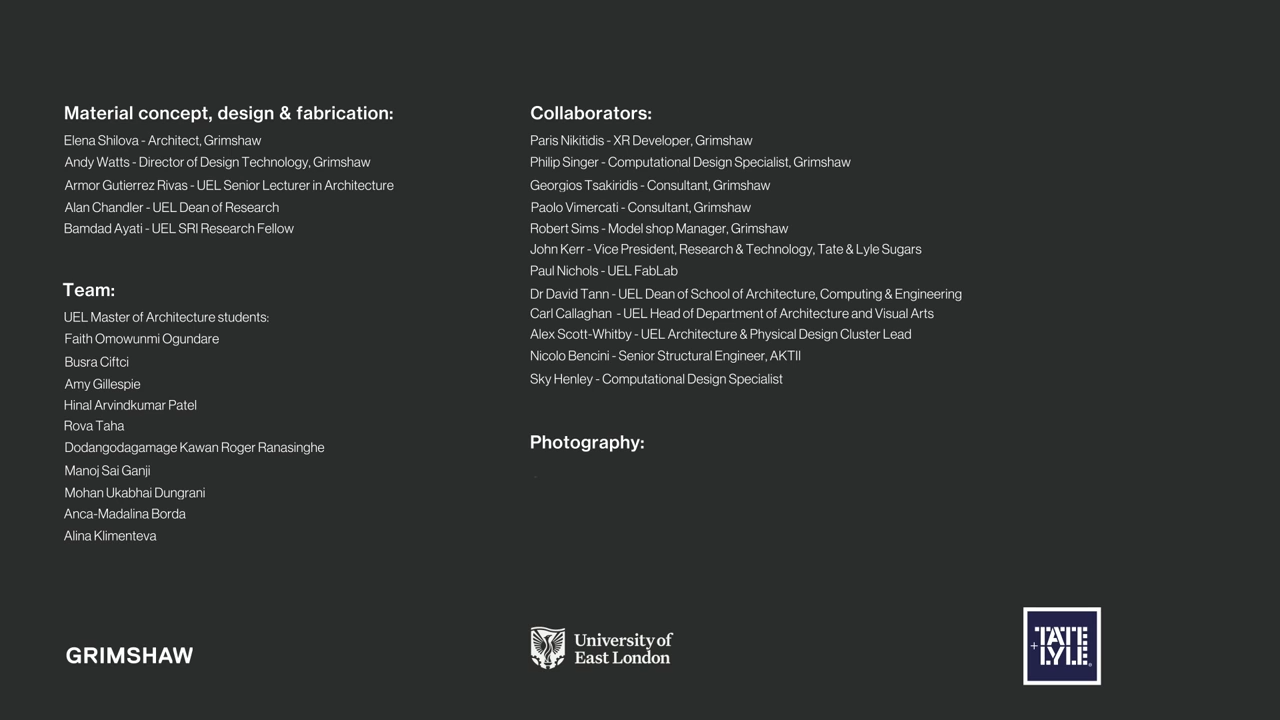 Material concept, design & fabrication:
Elena Shilova - Architect, Grimshaw
Andy Watts - Director of Design Technology, Grimshaw
Armor Gutierrez Rivas - UEL Senior Lecturer in Architecture
Alan Chandler - UEL Dean of Research
Bamdad Ayati - UEL SRI Research Fellow
Team:
UEL Master of Architecture students:
Faith Omowunmi Ogundare
Busra Ciftci
Amy Gillespie
Hinal Arvindkumar Patel
Rova Taha
Dodangodagamage Kawan Roger Ranasinghe
Manoj Sai Ganji
Mohan Ukabhai Dungrani
Anca-Madalina Borda
Alina Klimenteva
Collaborators:
Paris Nikitidis - XR Developer, Grimshaw
Philip Singer - Computational Design Specialist, Grimshaw
Georgios Tsakiridis - Consultant, Grimshaw
Paolo Vimercati - Consultant, Grimshaw
Robert Sims - Model shop Manager, Grimshaw
John Kerr - Vice President, Research & Technology, Tate & Lyle Sugars
Paul Nichols - UEL FabLab
Dr David Tann - UEL Dean of School of Architecture, Computing & Engineering
Carl Callaghan - UEL Head of Department of Architecture and Visual Arts
Alex Scott-Whitby - UEL Architecture & Physical Design Cluster Lead
Nicolo Bencini - Senior Structural Engineer, AKTII
Sky Henley - Computational Design Specialist
Photography:
GRIMSHAW
University of
East London
TATE
+ LYLE®